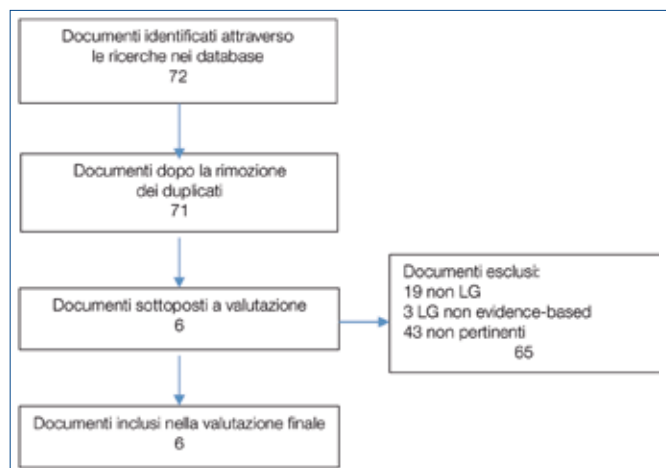 Documenti identificati attraverso
le ricerche nei database
72
Documenti dopo la rimozione
dei duplicati
71
Documenti sottoposti a valutazione
6
Documenti esclusi:
19 non LG
3 LG non evidence-based
43 non pertinenti
65
Documenti inclusi nella valutazione finale
6